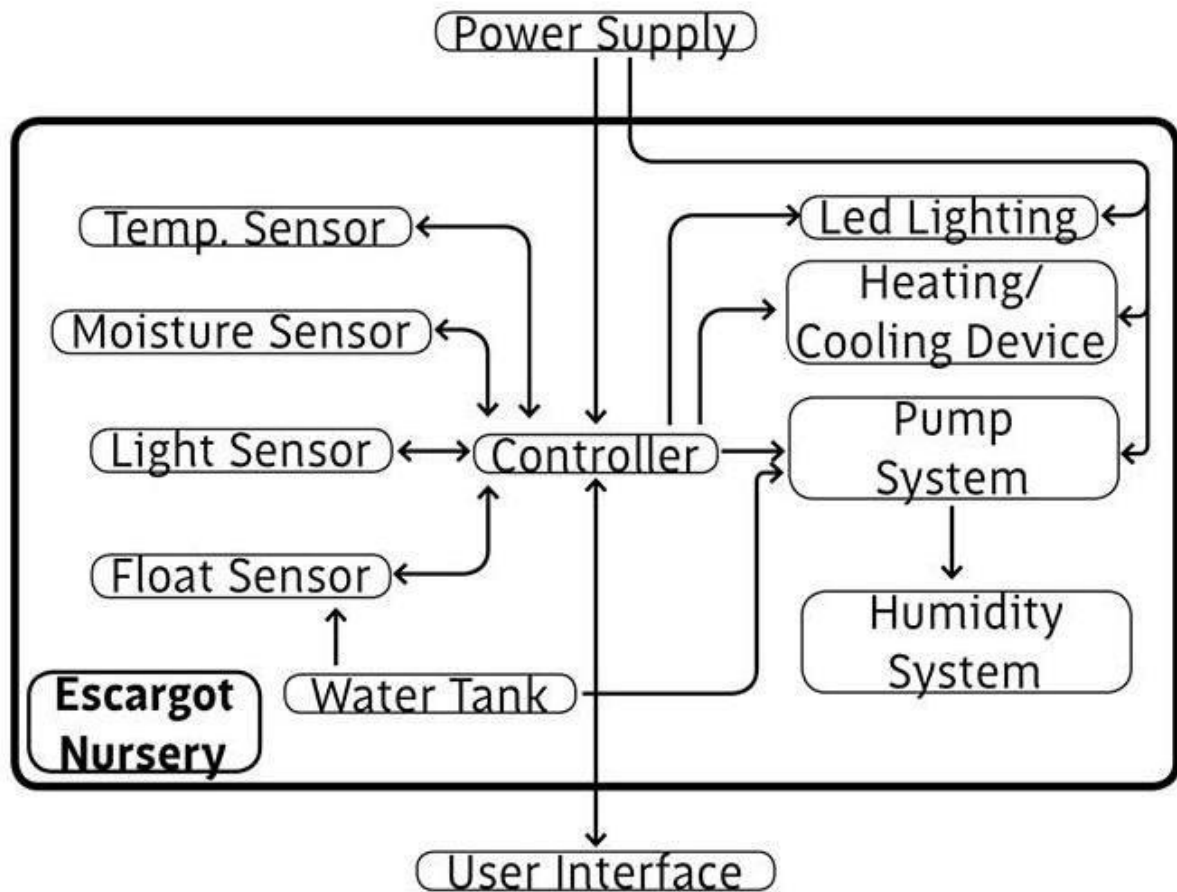 Power Supply
Temp. Sensor
Led Lighting
Moisture Sensor
Heating/
Cooling Device
Light Sensor
Controller
Pump
System
Float Sensor
Humidity
System
Water Tank
Escargot
Nursery
User Interface